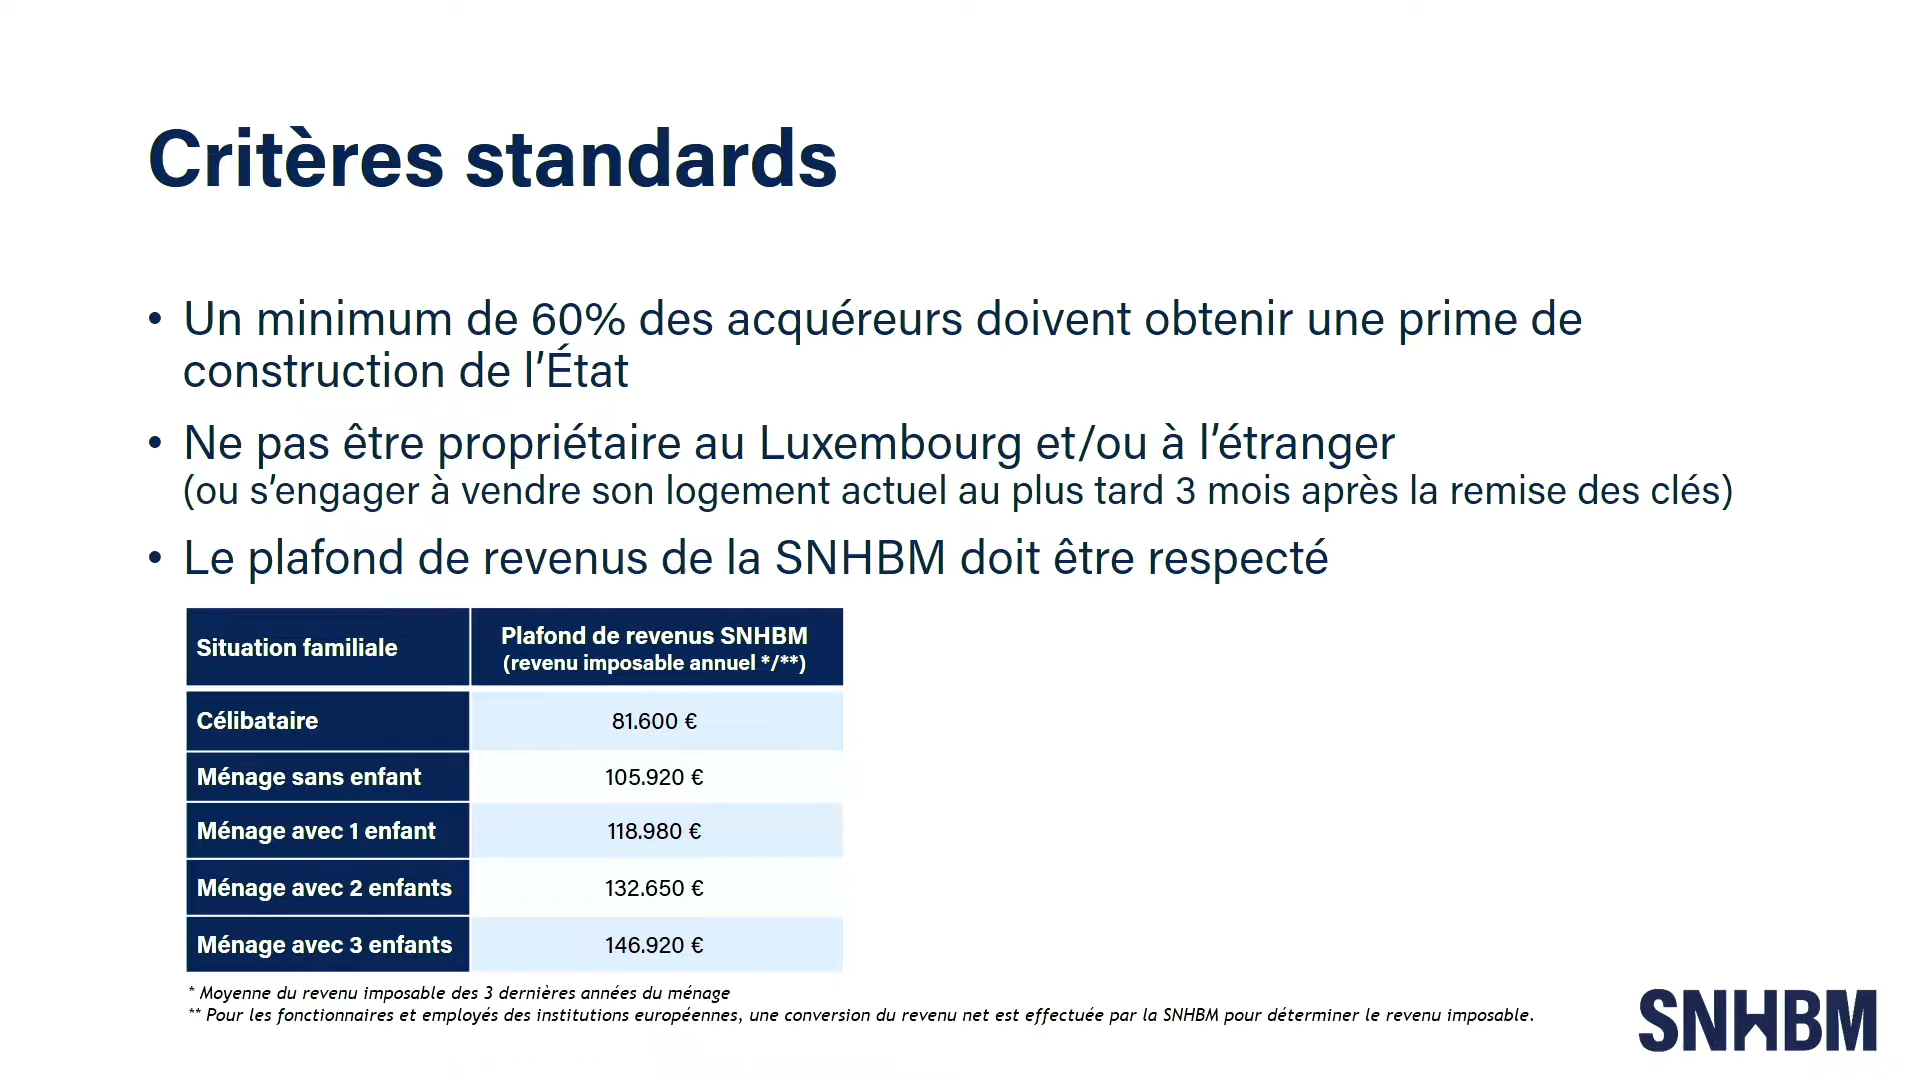 Critères standards
• Un minimum de 60% des acquéreurs doivent obtenir une prime de
construction de l’État
• Ne pas être propriétaire au Luxembourg et/ou à l’étranger
(ou s’engager à vendre son logement actuel au plus tard 3 mois après la remise des clés)
• Le plafond de revenus de la SNHBM doit être respecté
Situation familiale
Plafond de revenus SNHBM
(revenu imposable annuel */**)
Célibataire 81.600 €
Ménage sans enfant 105.920 €
Ménage avec 1 enfant 118.980 €
Ménage avec 2 enfants 132.650 €
Ménage avec 3 enfants 146.920 €
* Moyenne du revenu imposable des 3 dernières années du ménage
** Pour les fonctionnaires et employés des institutions européennes, une conversion du revenu net est effectuée par la SNHBM pour déterminer le revenu imposable.
SNHBM